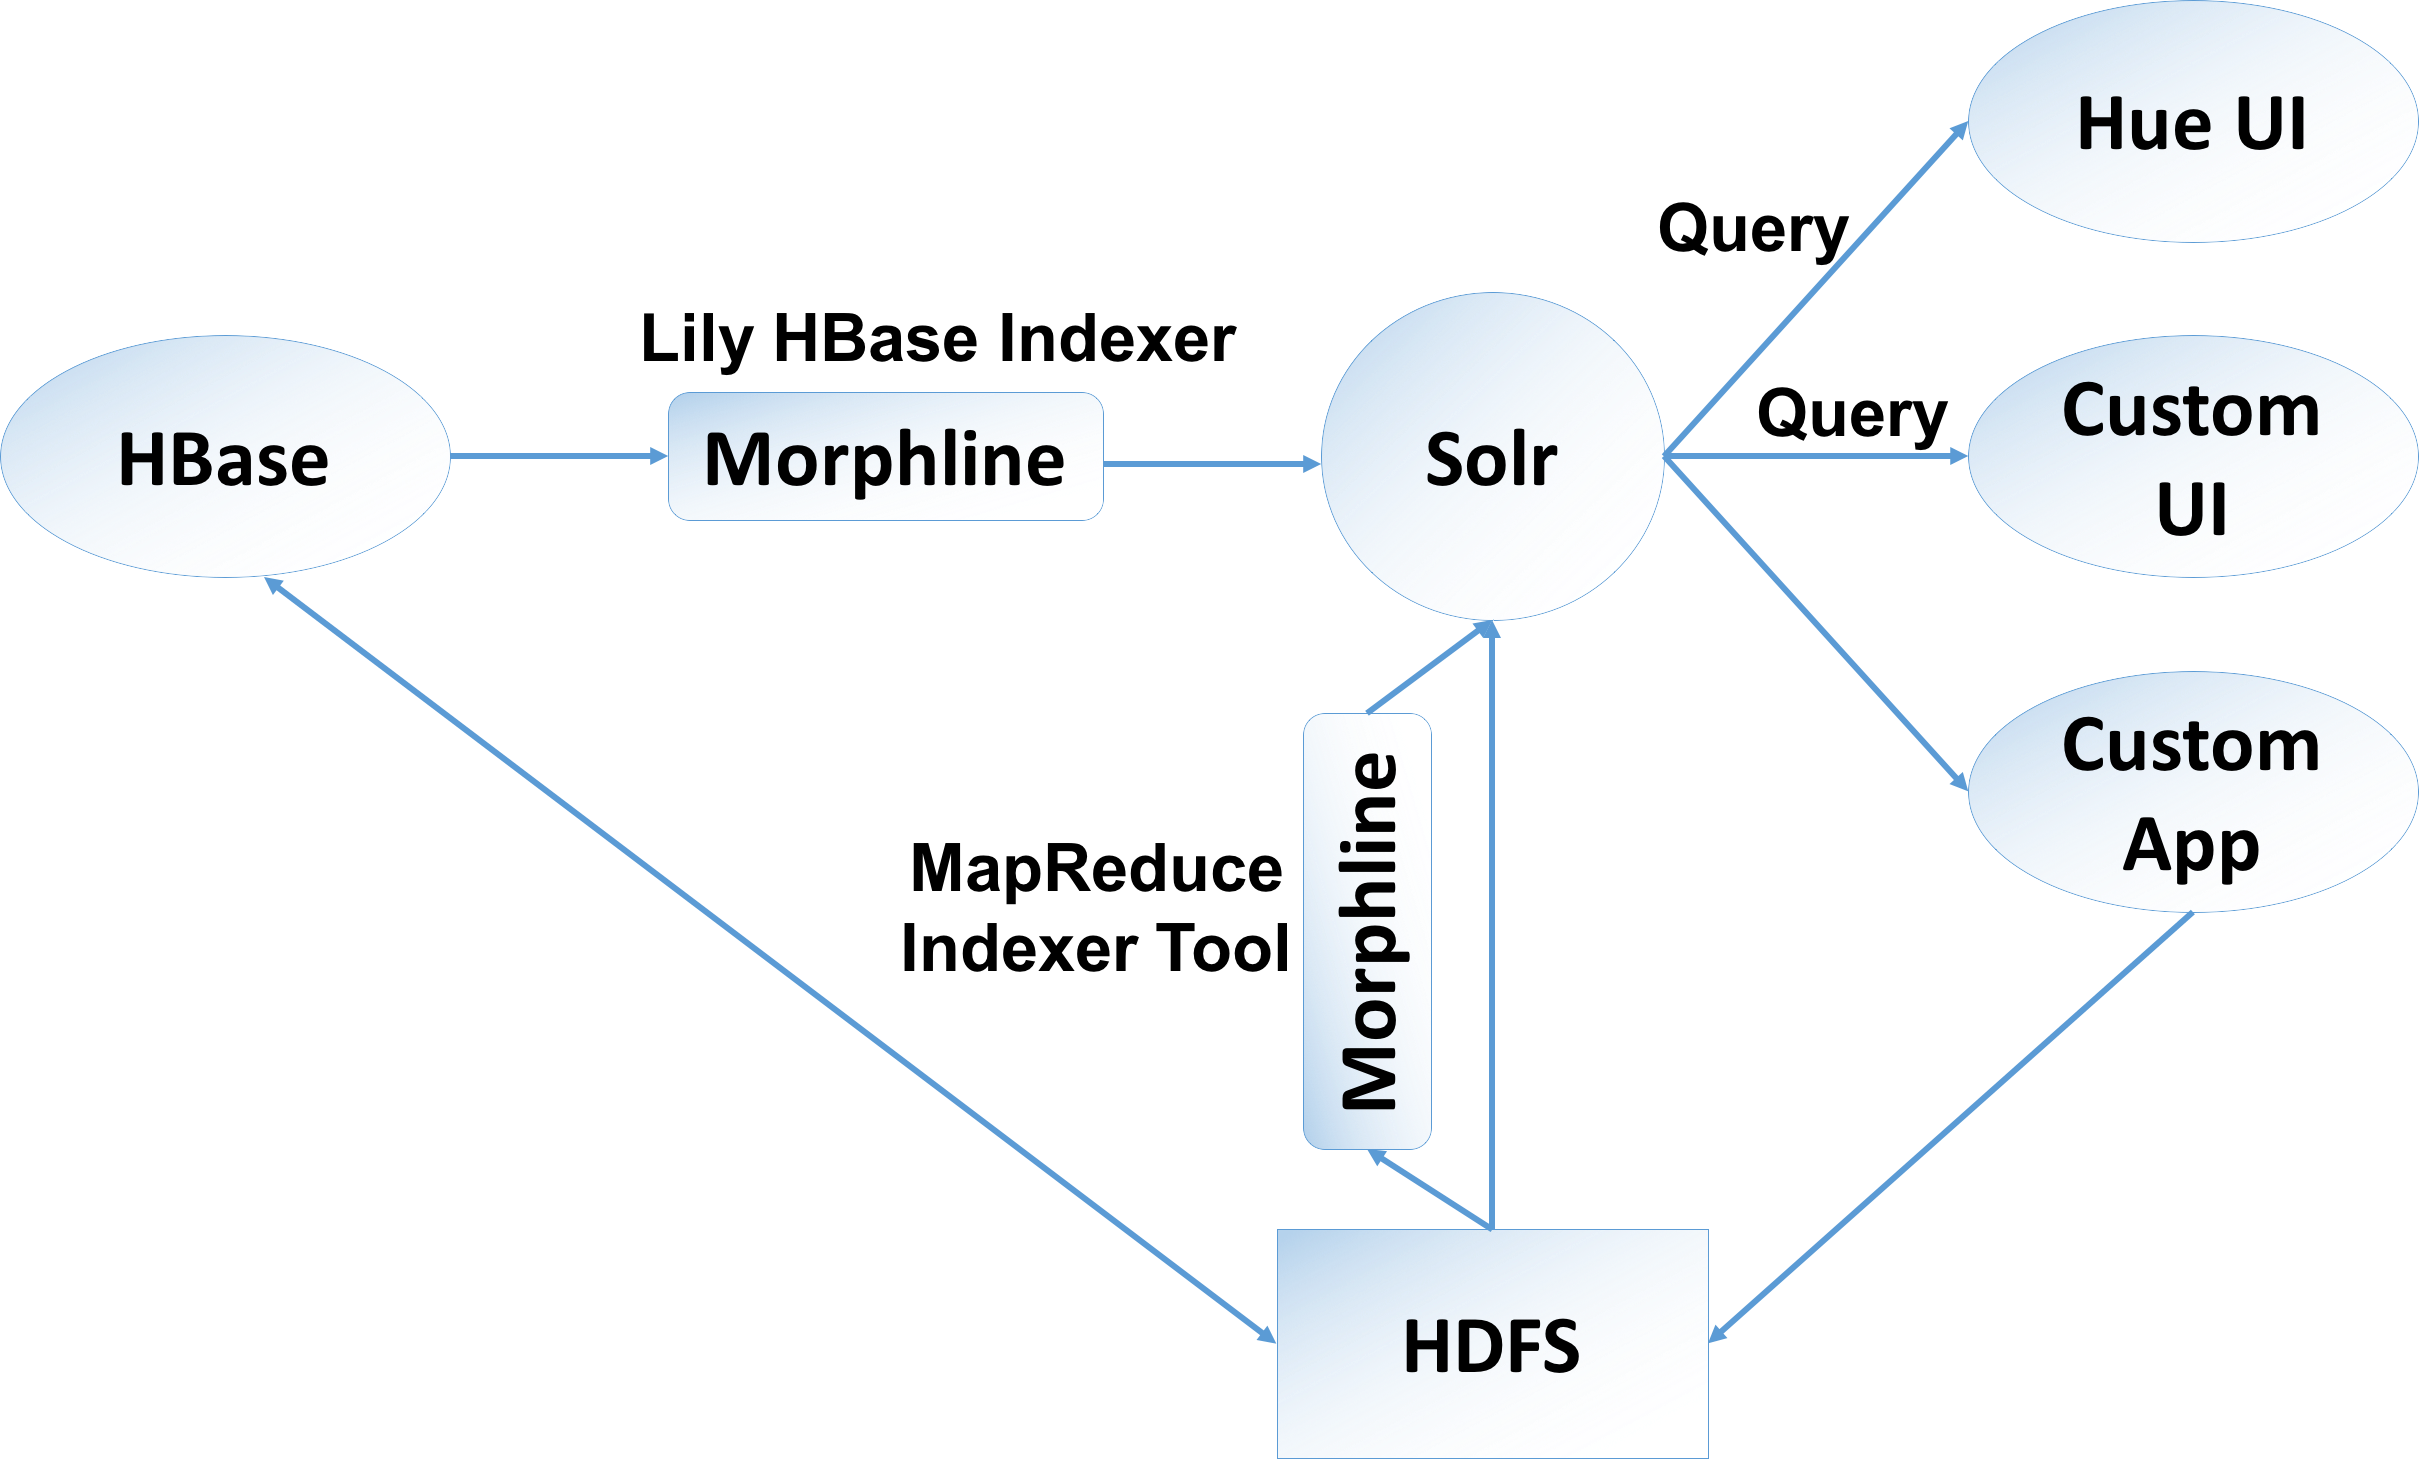 Hue UI
Query
Lily HBase Indexer
Query
Custom
UI
HBase
Morphline
Solr
Custom
App
MapReduce
Indexer Tool
Morphline
HDFS